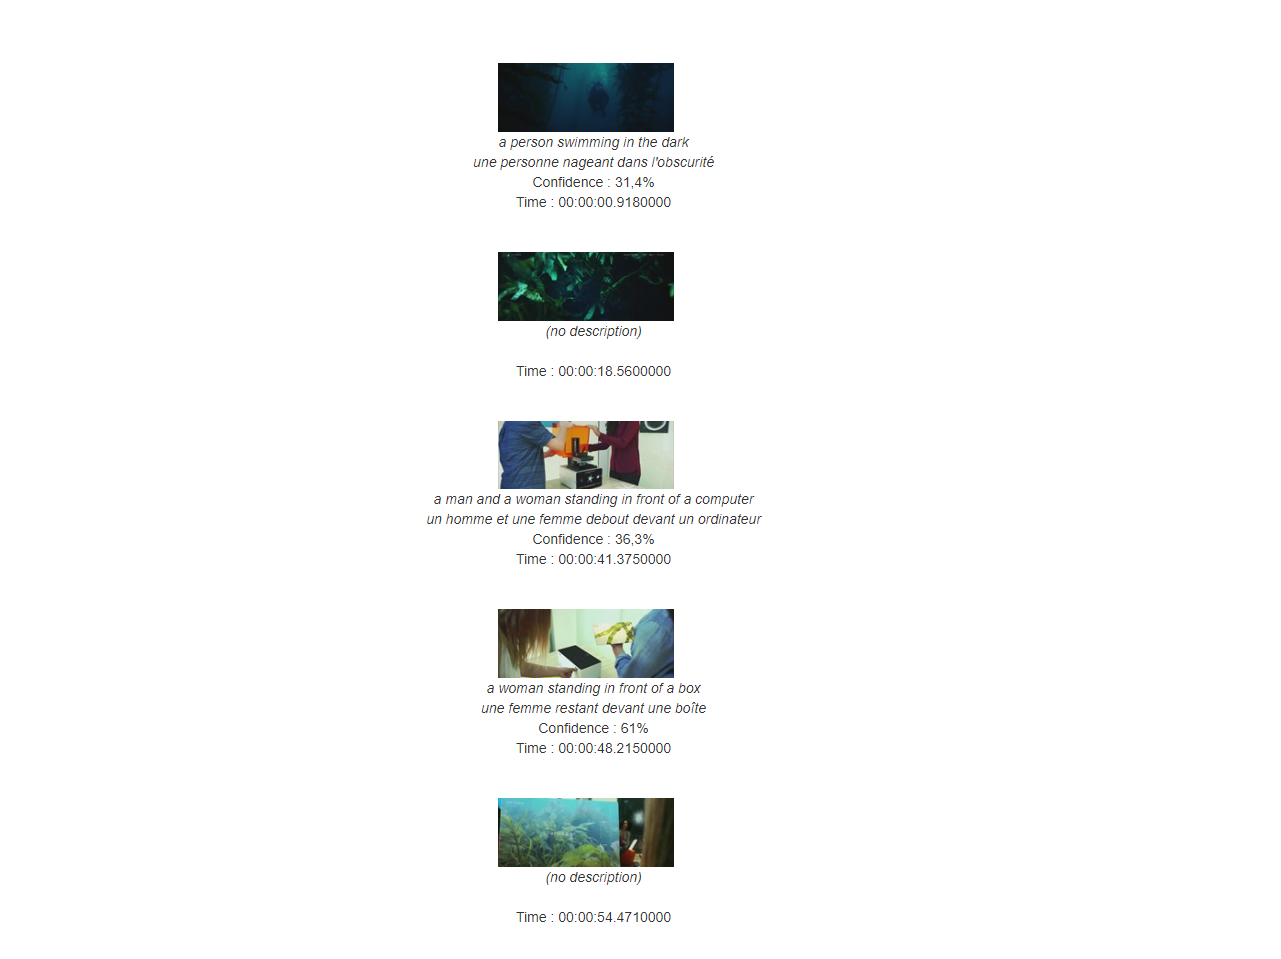 a person swimming in the dark
une personne nageant dans l'obscurité
Confidence : 31,4%
Time : 00:00:00.9180000
(no description)
Time : 00:00:18.5600000
a man and a woman standing in front of a computer
un homme et une femme debout devant un ordinateur
Confidence : 36,3%
Time : 00:00:41.3750000
a woman standing in front of a box
une femme restant devant une boîte
Confidence : 61%
Time : 00:00:48.2150000
(no description)
Time : 00:00:54.4710000